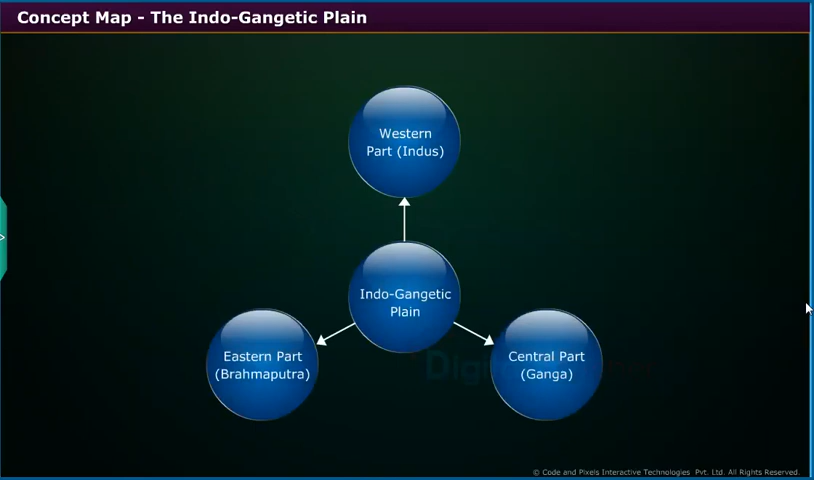 Concept Map - The Indo-Gangetic Plain
Western
Part (Indus)
Indo-Gangetic
Plain
Eastern Part
(Brahmaputra)
Central Part
(Ganga)
© Code and Pixels Interactive Technologies Pvt. Ltd. All Rights Reserved.